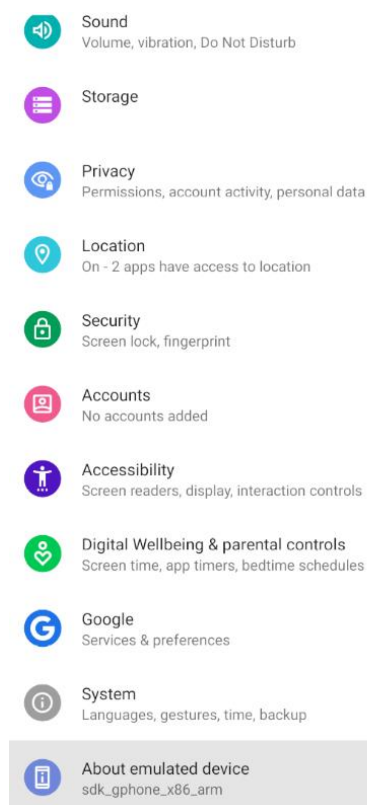 Sound
Volume, vibration, Do Not Disturb
Storage
Privacy
Permissions, account activity, personal data
Location
On - 2 apps have access to location
Security
Screen lock, fingerprint
Accounts
No accounts added
Accessibility
Screen readers, display, interaction controls
Digital Wellbeing & parental controls
Screen time, app timers, bedtime schedules
Google
Services & preferences
System
Languages, gestures, time, backup
About emulated device
sdk_gphone_x86_arm